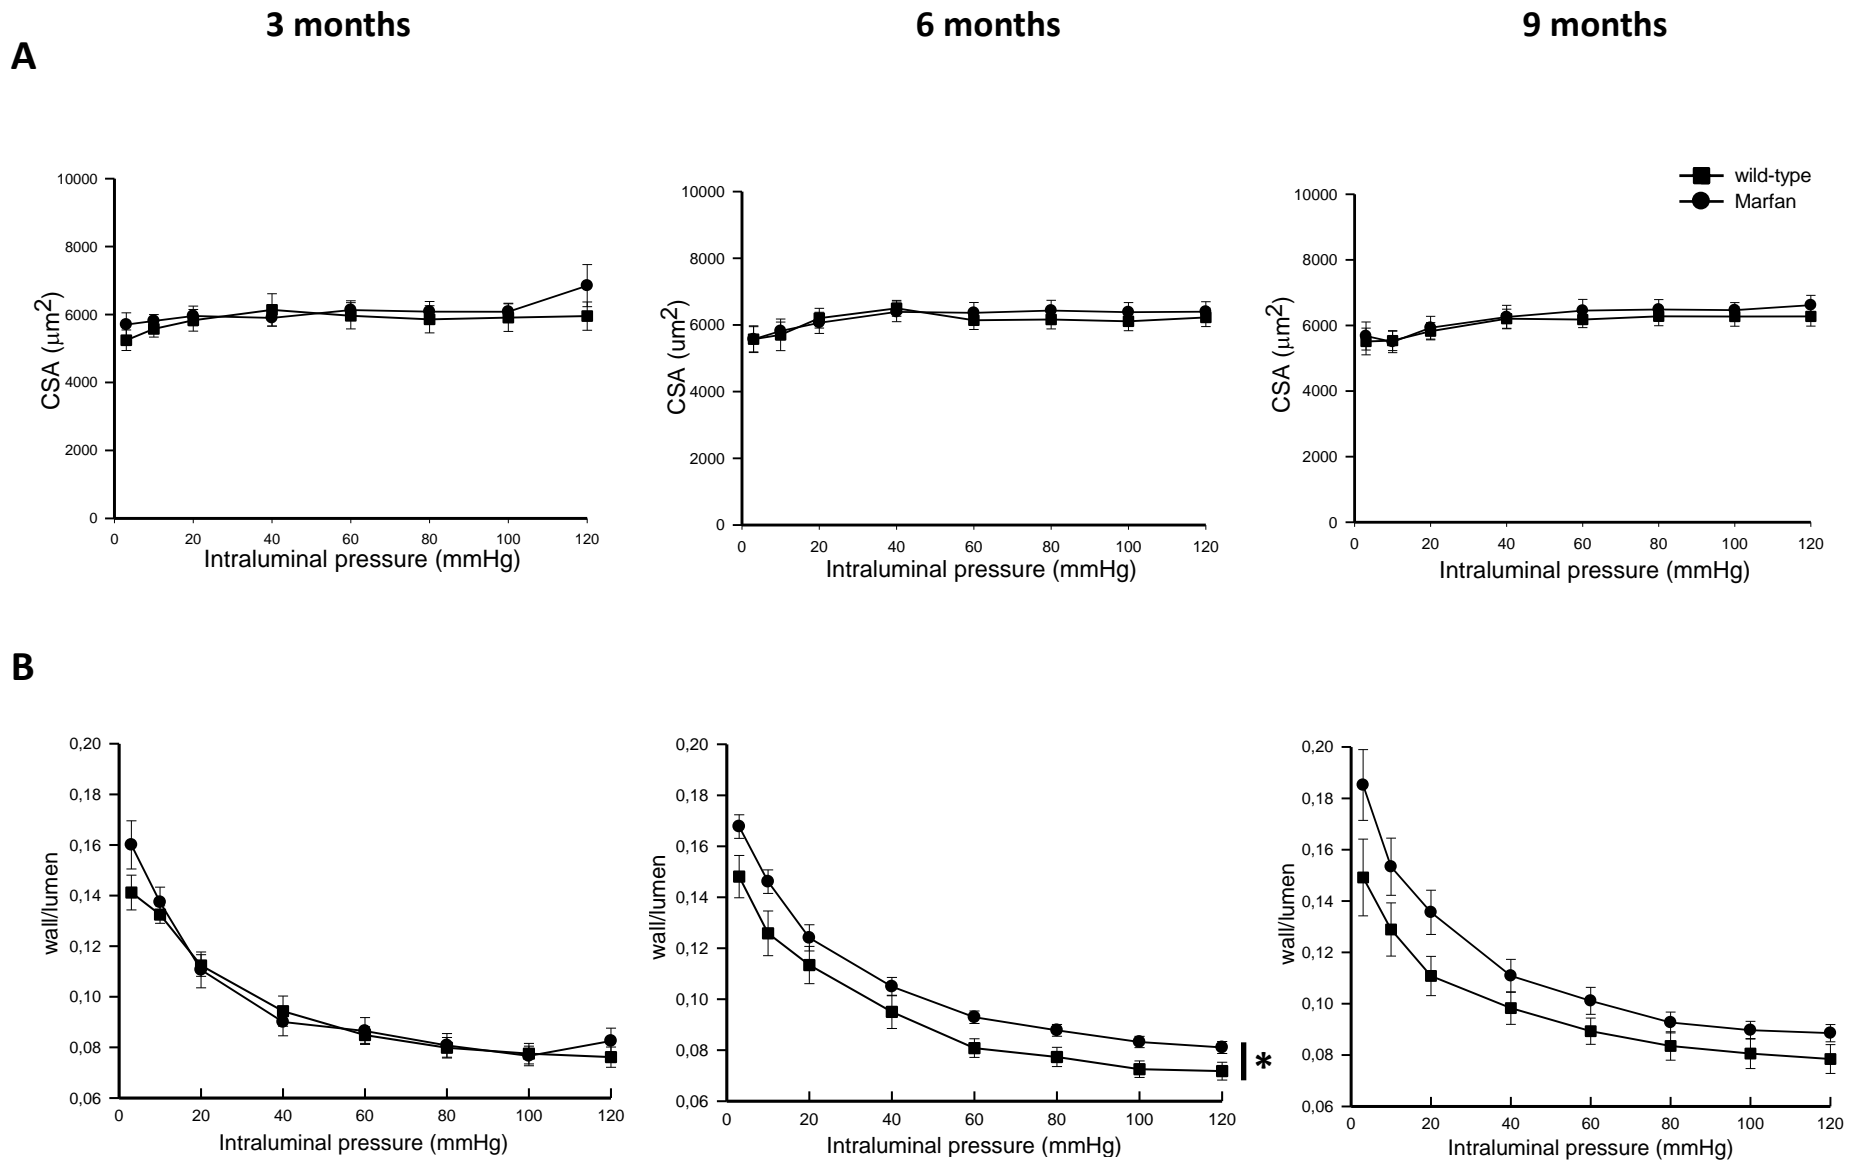 3 months
6 months
9 months
A
10000
8000
6000
4000
2000
0
CSA (μm2)
0 20 40 60 80 100 120
Intraluminal pressure (mmHg)
10000
8000
6000
4000
2000
0
CSA (um2)
0 20 40 60 80 100 120
Intraluminal pressure (mmHg)
wild-type
Marfan
10000
8000
6000
4000
2000
0
CSA (μm2)
0 20 40 60 80 100 120
Intraluminal pressure (mmHg)
B
0,20
0,18
0,16
0,14
0,12
0,10
0,08
0,06
wall/lumen
0 20 40 60 80 100 120
Intraluminal pressure (mmHg)
0,20
0,18
0,16
0,14
0,12
0,10
0,08
0,06
wall/lumen
0 20 40 60 80 100 120
Intraluminal pressure (mmHg)
*
0,20
0,18
0,16
0,14
0,12
0,10
0,08
0,06
wall/lumen
0 20 40 60 80 100 120
Intraluminal pressure (mmHg)